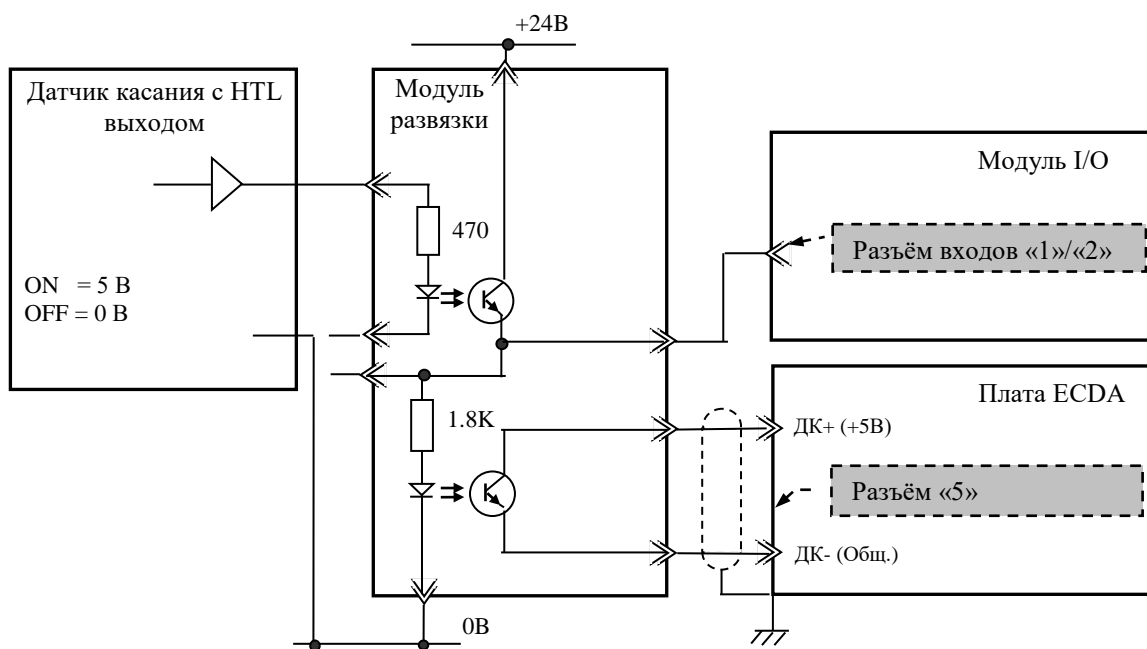 +24В
Датчик касания с HTL
выходом
Модуль
развязки
Модуль I/O
470
Разъём входов «1»/«2»
ON = 5 В
OFF = 0 В
Плата ECDA
1.8K
ДК+ (+5В)
Разъём «5»
ДК- (Общ.)
0В